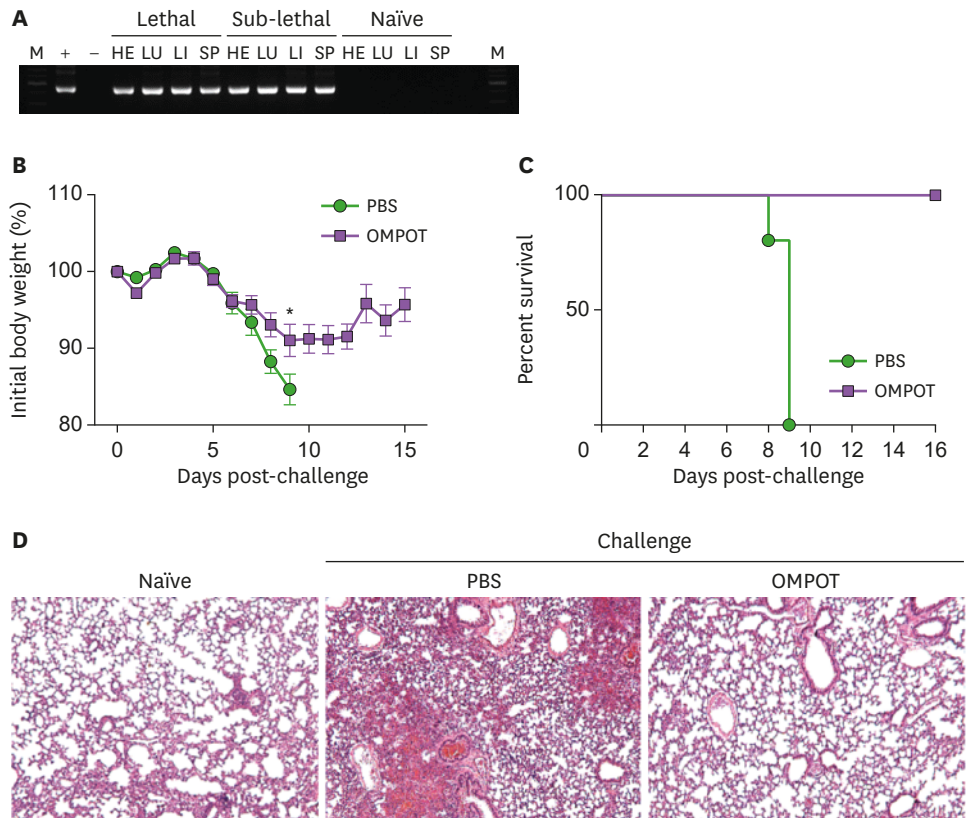 A
Lethal Sub-lethal Naïve
M + – HE LU LI SP HE LU LI SP HE LU LI SP M
B
110
100
90
80
Initial body weight (%)
PBS
OMPOT
*
0 5 10 15
Days post-challenge
C
100
50
Percent survival
PBS
OMPOT
0 2 4 6 8 10 12 14 16
Days post-challenge
D
Challenge
Naïve PBS OMPOT